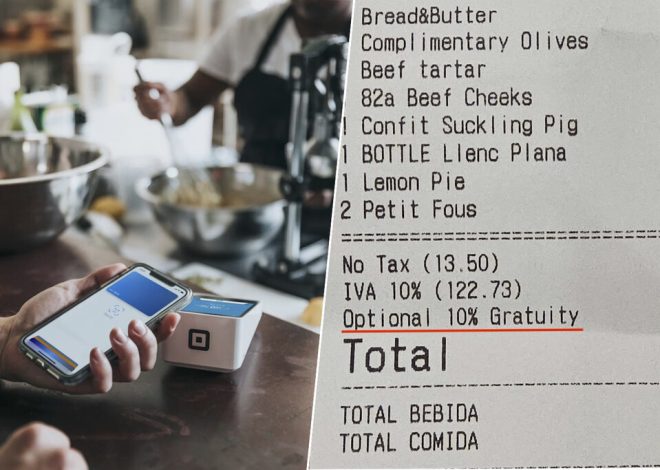 Bread&Butter
Complimentary Olives
Beef tartar
82a Beef Cheeks
1 Confit Suckling Pig
1 BOTTLE Llenc Plana
1 Lemon Pie
2 Petit Fous
No Tax (13.50)
IVA 10% (122.73)
Optional 10% Gratuity
Total
TOTAL BEBIDA
TOTAL COMIDA